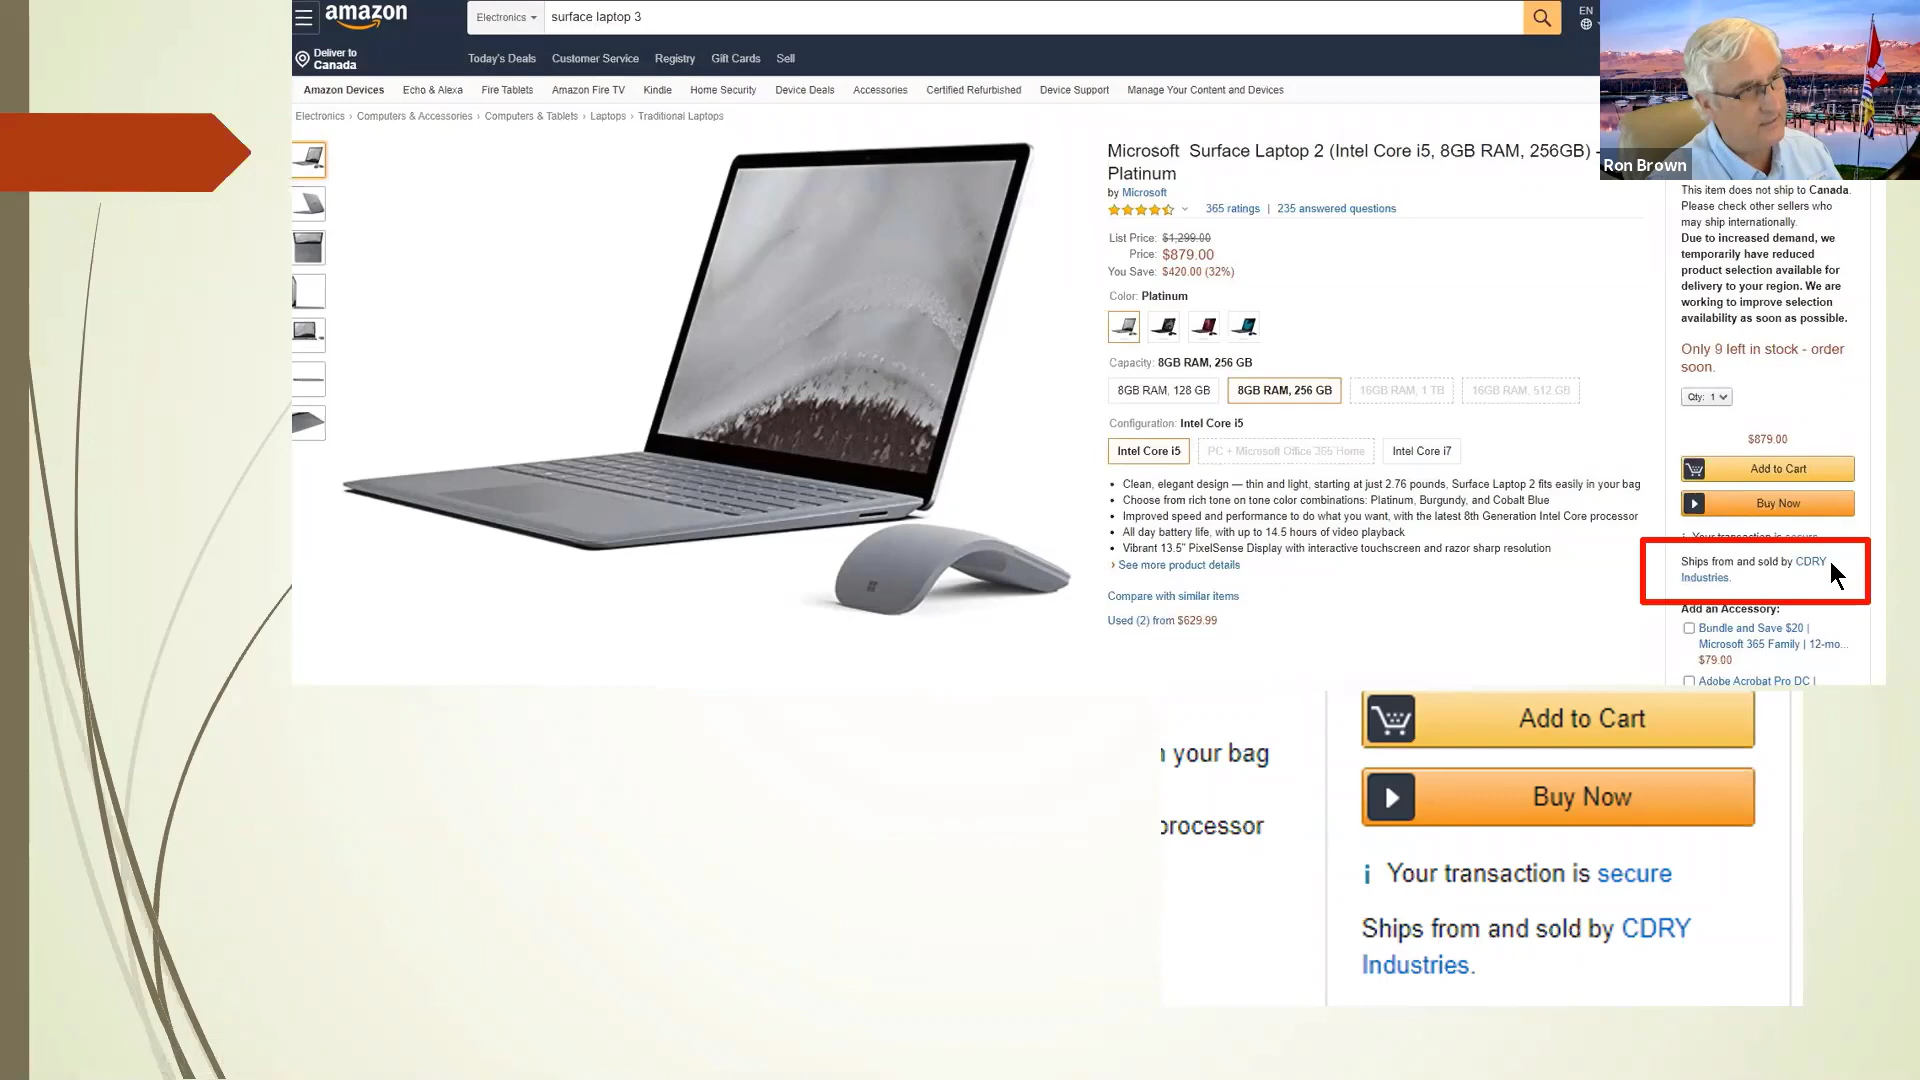 amazon
Electronics
surface laptop 3
EN
Deliver to
Canada
Today's Deals
Customer Service
Registry
Gift Cards
Sell
Amazon Devices
Echo & Alexa
Fire Tablets
Amazon Fire TV
Kindle
Home Security
Device Deals
Accessories
Certified Refurbished
Device Support
Manage Your Content and Devices
Electronics › Computers & Accessories › Computers & Tablets › Laptops › Traditional Laptops
Ron Brown
Microsoft Surface Laptop 2 (Intel Core i5, 8GB RAM, 256GB) -
Platinum
by Microsoft
365 ratings | 235 answered questions
List Price: $1,299.00
Price: $879.00
You Save: $420.00 (32%)
Color: Platinum
Capacity: 8GB RAM, 256 GB
8GB RAM, 128 GB
8GB RAM, 256 GB
16GB RAM, 1 TB
16GB RAM, 512 GB
Configuration: Intel Core i5
Intel Core i5
PC + Microsoft Office 365 Home
Intel Core i7
• Clean, elegant design — thin and light, starting at just 2.76 pounds, Surface Laptop 2 fits easily in your bag
• Choose from rich tone on tone color combinations: Platinum, Burgundy, and Cobalt Blue
• Improved speed and performance to do what you want, with the latest 8th Generation Intel Core processor
• All day battery life, with up to 14.5 hours of video playback
• Vibrant 13.5" PixelSense Display with interactive touchscreen and razor sharp resolution
› See more product details
Compare with similar items
Used (2) from $629.99
This item does not ship to Canada.
Please check other sellers who
may ship internationally.
Due to increased demand, we
temporarily have reduced
product selection available for
delivery to your region. We are
working to improve selection
availability as soon as possible.
Only 9 left in stock - order
soon.
Qty: 1
$879.00
Add to Cart
Buy Now
Your transaction is secure
Ships from and sold by CDRY
Industries.
Add an Accessory:
Bundle and Save $20 |
Microsoft 365 Family | 12-mo...
$79.00
Adobe Acrobat Pro DC |
your bag
processor
Add to Cart
Buy Now
i Your transaction is secure
Ships from and sold by CDRY
Industries.